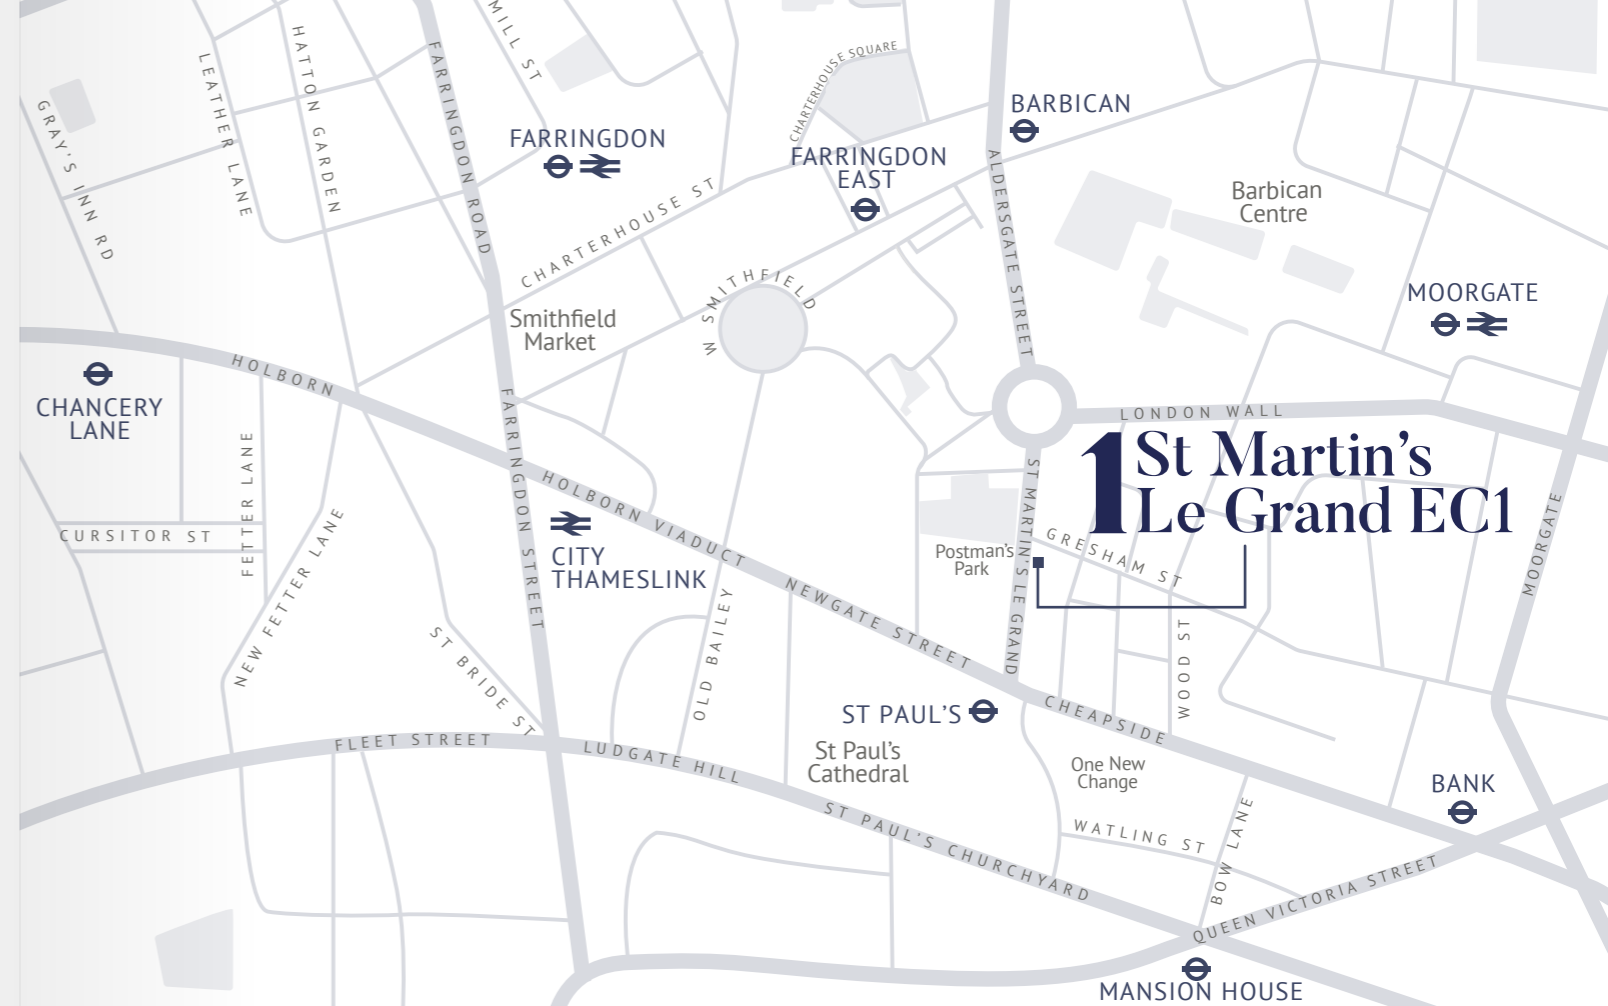 MILL ST
CHARTERHOUSE SQUARE
HATTON GARDEN
LEATHER LANE
FARRINGDON ROAD
GRAY'S INN RD
BARBICAN
FARRINGDON
FARRINGDON
EAST
ALDERSGATE STREET
Barbican
Centre
CHARTERHOUSE ST
W SMITHFIELD
MOORGATE
Smithfield
Market
HOLBORN
CHANCERY
LANE
FARRINGDON STREET
LONDON WALL
1 St Martin's
Le Grand EC1
FETTER LANE
ST MARTIN'S LE GRAND
HOLBORN VIADUCT
MOORGATE
CURSITOR ST
NEW FETTER LANE
CITY
THAMESLINK
Postman's
Park
GRESHAM ST
NEWGATE STREET
OLD BAILEY
ST BRIDE ST
WOOD ST
ST PAUL'S
CHEAPSIDE
FLEET STREET
LUDGATE HILL
St Paul's
Cathedral
One New
Change
BANK
ST PAUL'S CHURCHYARD
WATLING ST
BOW LANE
QUEEN VICTORIA STREET
MANSION HOUSE